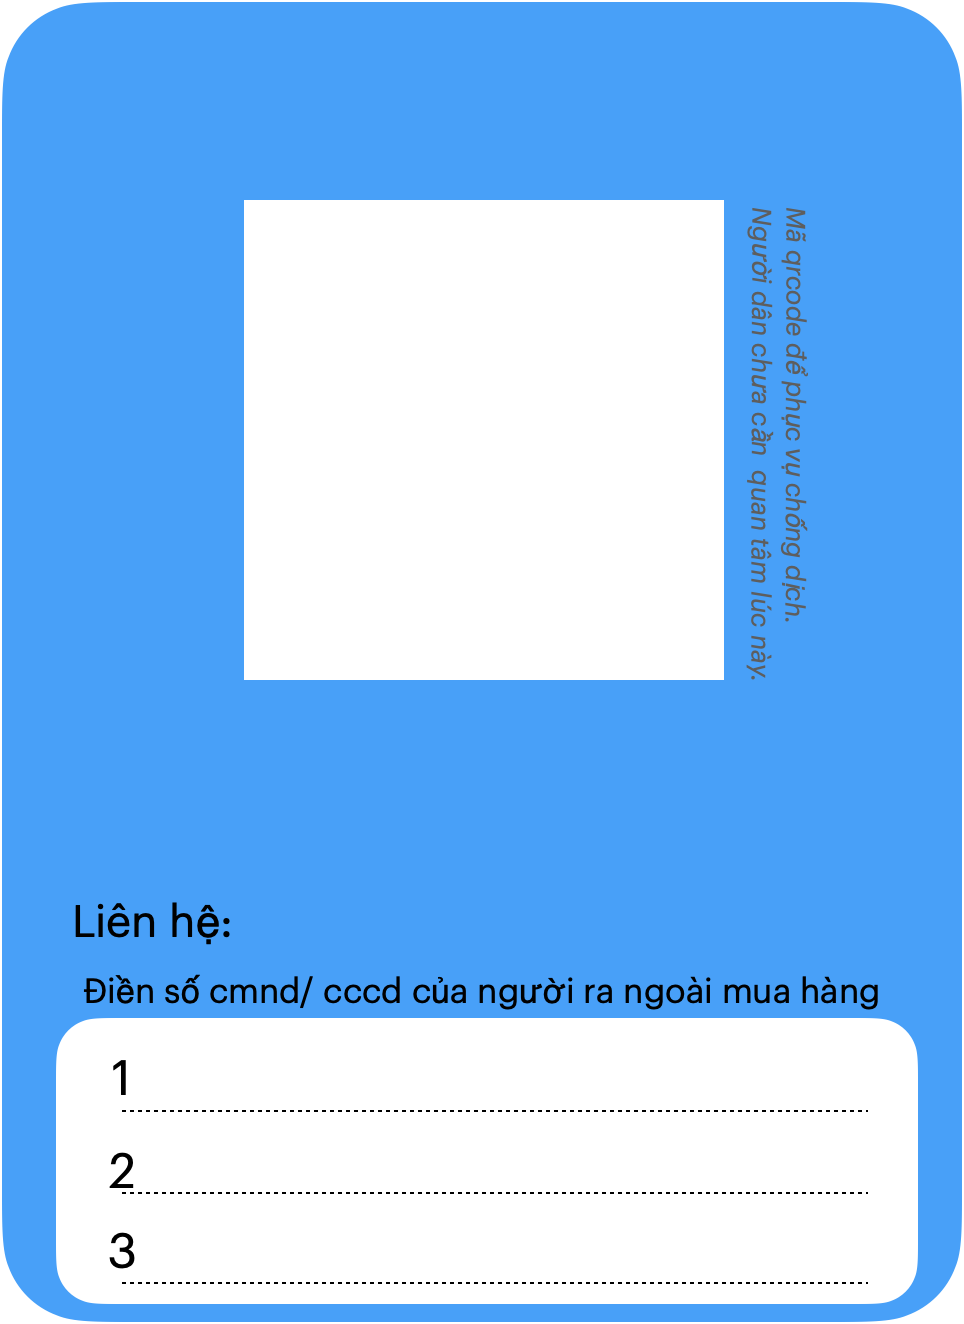 Mã qrcode để phục vụ chống dịch.
Người dân chưa cần quan tâm lúc này.
Liên hệ:
Điền số cmnd/ cccd của người ra ngoài mua hàng
1
2
3